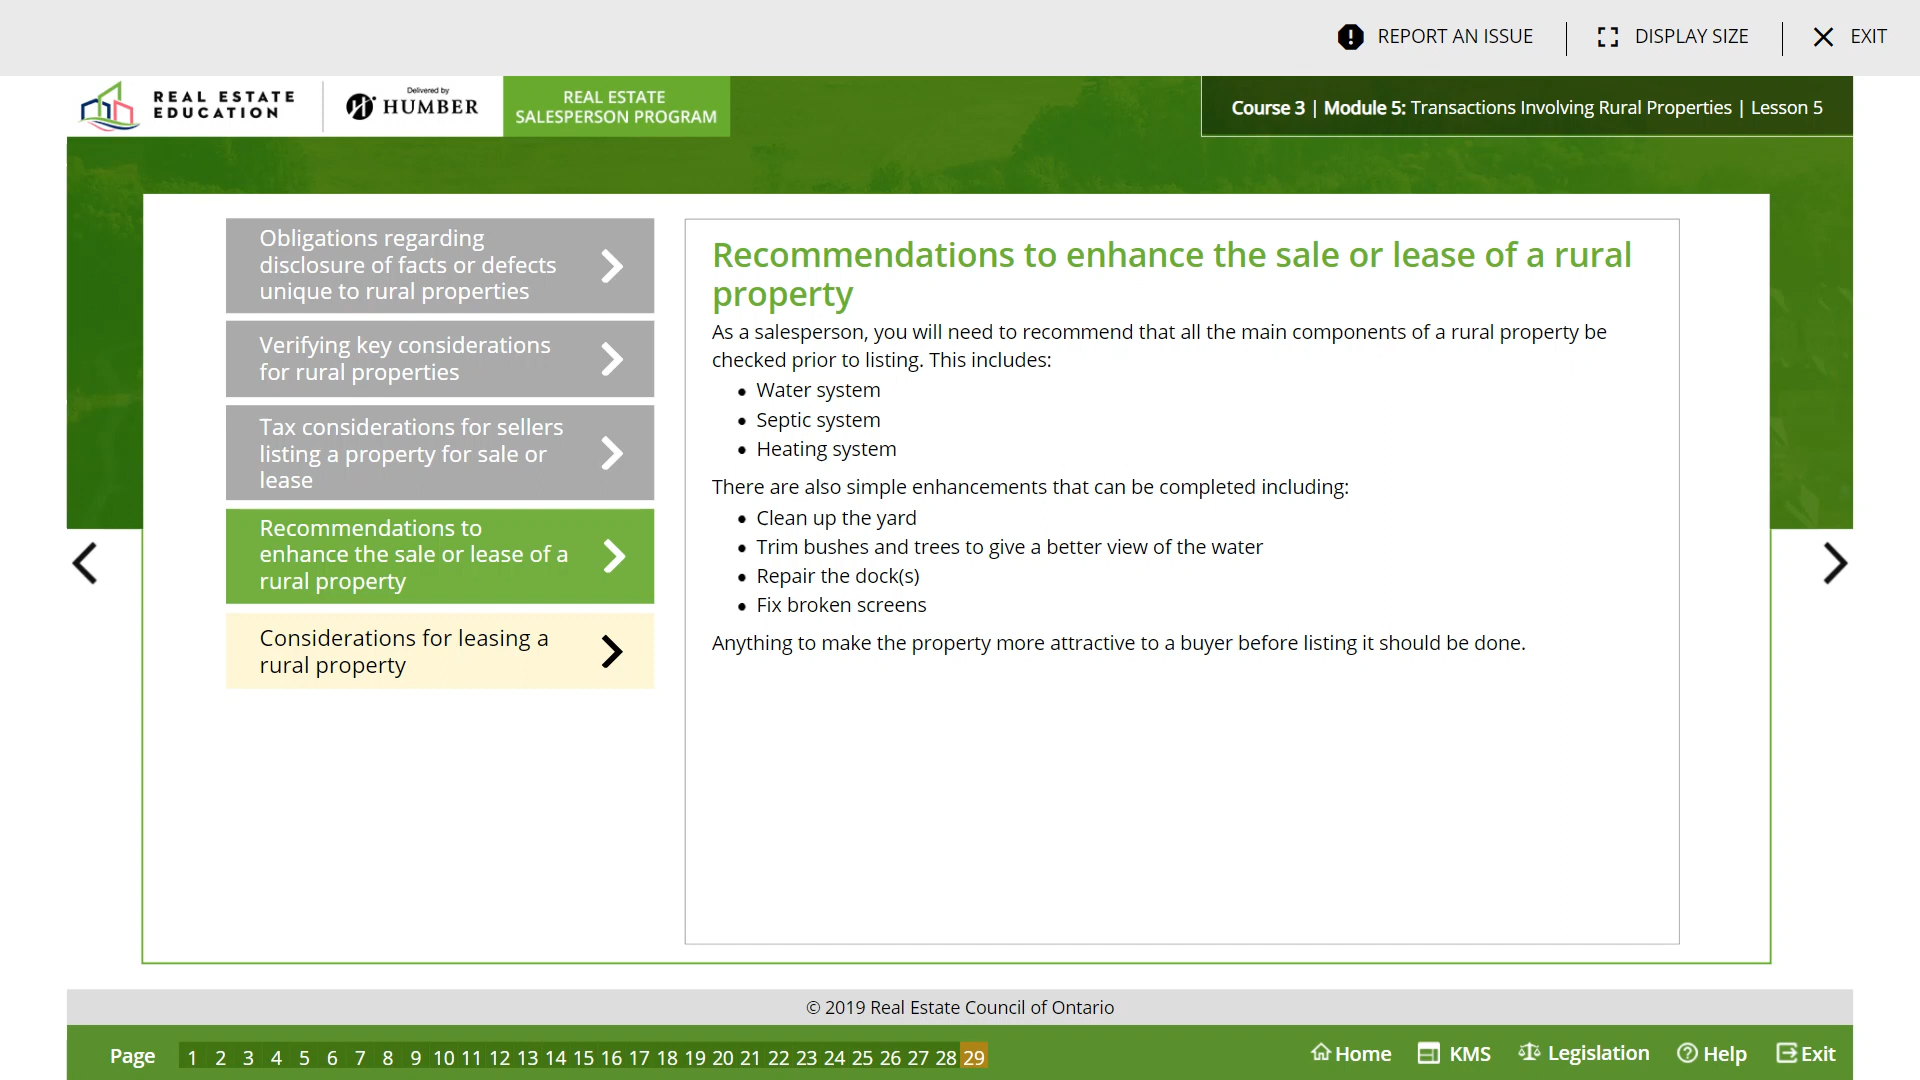 REPORT AN ISSUE
DISPLAY SIZE
EXIT
REAL ESTATE
EDUCATION
Delivered by
HUMBER
REAL ESTATE
SALESPERSON PROGRAM
Course 3 | Module 5: Transactions Involving Rural Properties | Lesson 5
Obligations regarding
disclosure of facts or defects
unique to rural properties
Verifying key considerations
for rural properties
Tax considerations for sellers
listing a property for sale or
lease
Recommendations to
enhance the sale or lease of a
rural property
Considerations for leasing a
rural property
Recommendations to enhance the sale or lease of a rural
property
As a salesperson, you will need to recommend that all the main components of a rural property be
checked prior to listing. This includes:
• Water system
• Septic system
• Heating system
There are also simple enhancements that can be completed including:
• Clean up the yard
• Trim bushes and trees to give a better view of the water
• Repair the dock(s)
• Fix broken screens
Anything to make the property more attractive to a buyer before listing it should be done.
© 2019 Real Estate Council of Ontario
Page 1 2 3 4 5 6 7 8 9 10 11 12 13 14 15 16 17 18 19 20 21 22 23 24 25 26 27 28 29
Home
KMS
Legislation
Help
Exit